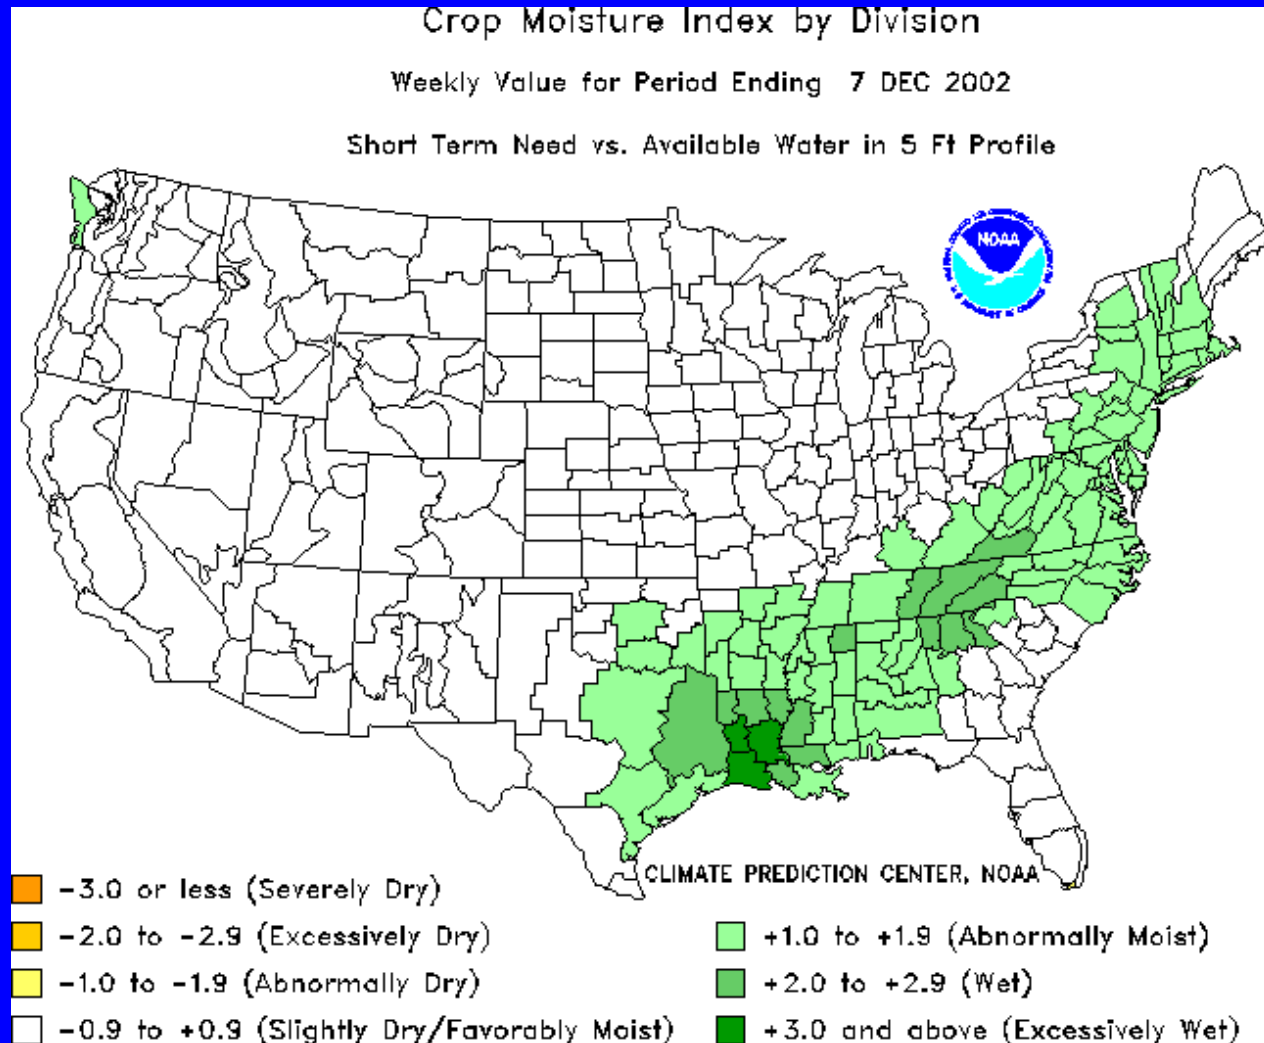 Crop Moisture Index by Division
Weekly Value for Period Ending 7 DEC 2002
Short Term Need vs. Available Water in 5 Ft Profile
NOAA
CLIMATE PREDICTION CENTER, NOAA
-3.0 or less (Severely Dry)
-2.0 to -2.9 (Excessively Dry)
-1.0 to -1.9 (Abnormally Dry)
-0.9 to +0.9 (Slightly Dry/Favorably Moist)
+1.0 to +1.9 (Abnormally Moist)
+2.0 to +2.9 (Wet)
+3.0 and above (Excessively Wet)